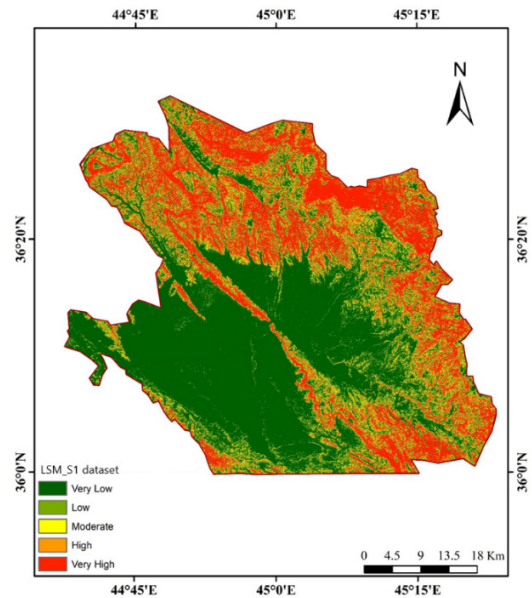 44°45'E 45°0'E 45°15'E
N
36°20'N 36°20'N
36°0'N 36°0'N
LSM_S1 dataset
Very Low
Low
Moderate
High
Very High
0 4.5 9 13.5 18 Km
44°45'E 45°0'E 45°15'E